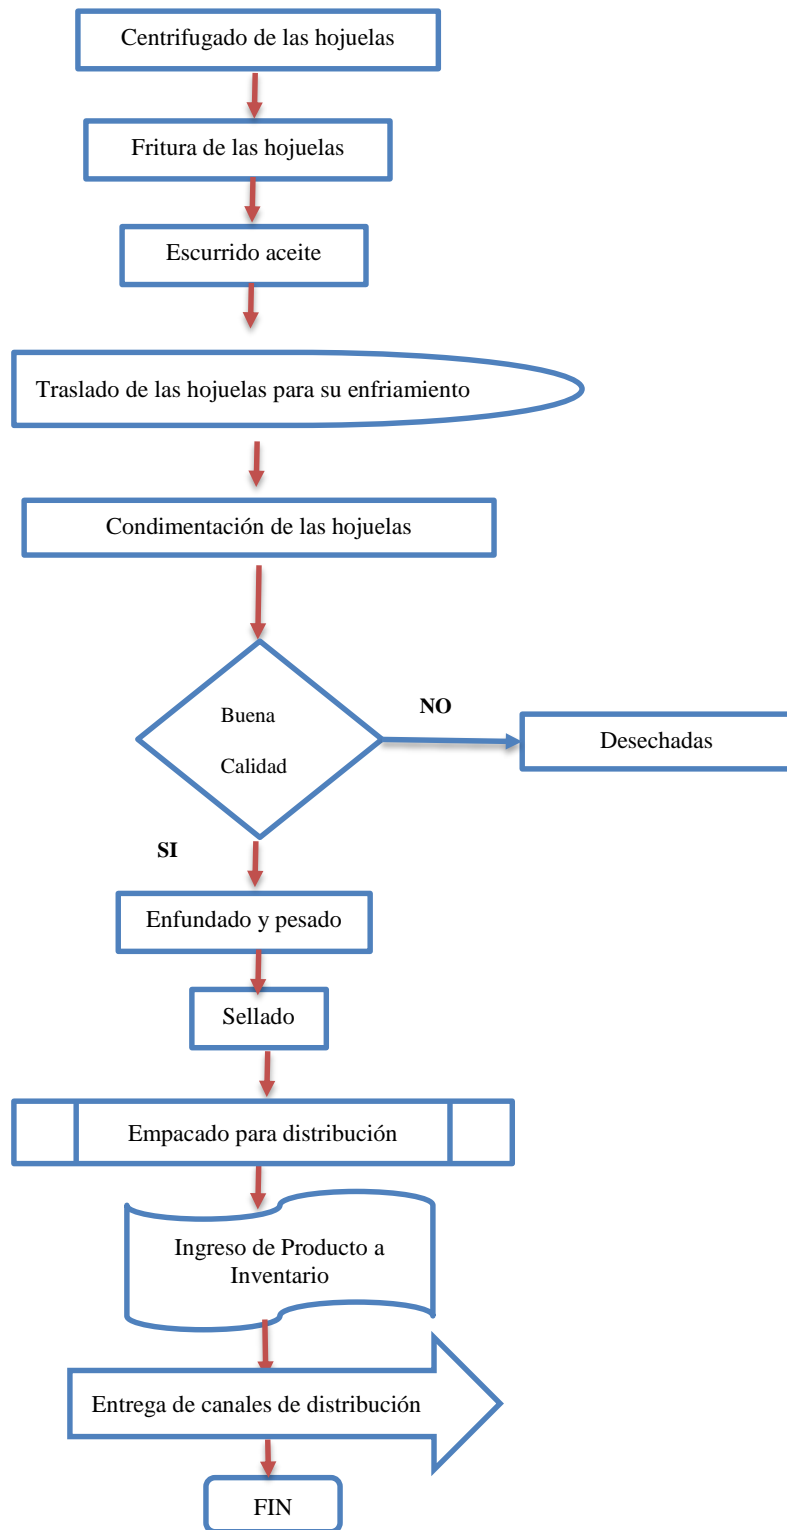 Centrifugado de las hojuelas
Fritura de las hojuelas
Escurrido aceite
Traslado de las hojuelas para su enfriamiento
Condimentación de las hojuelas
Buena
Calidad
NO
Desechadas
SI
Enfundado y pesado
Sellado
Empacado para distribución
Ingreso de Producto a
Inventario
Entrega de canales de distribución
FIN